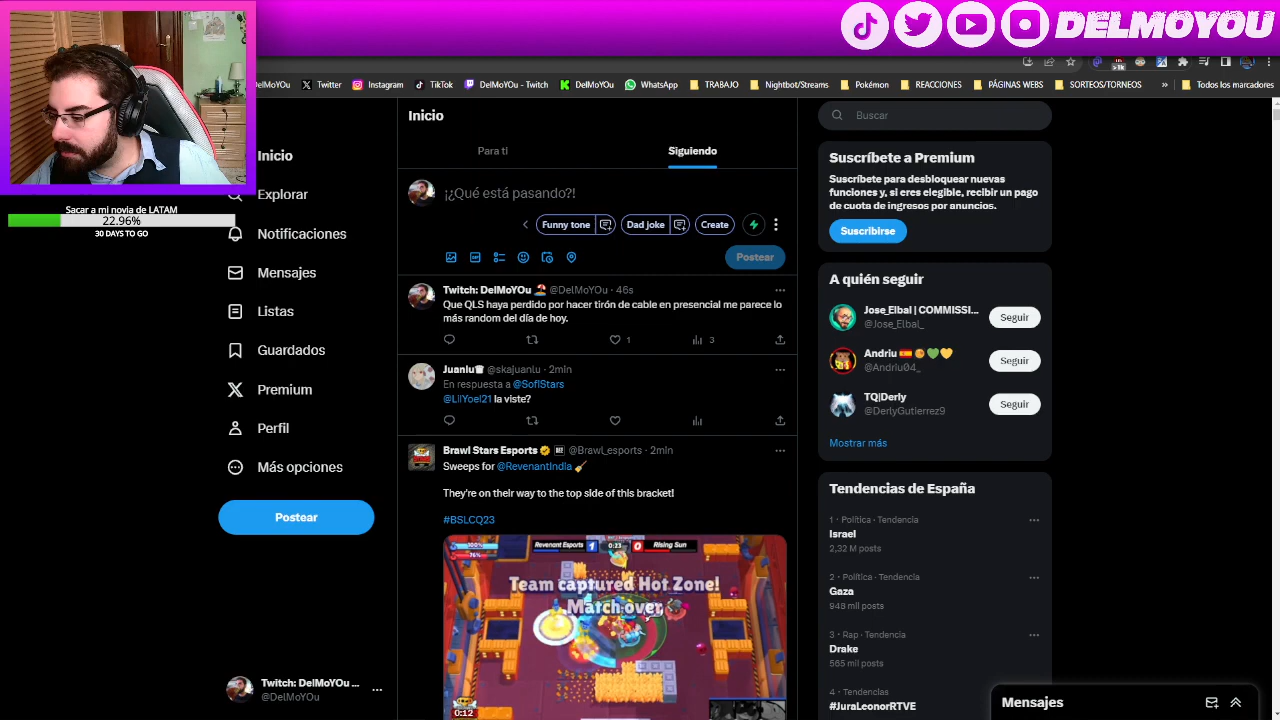 DELMOYOU
DelMoYOu
Twitter
Instagram
TikTok
DelMoYOu - Twitch
DelMoYOu
WhatsApp
TRABAJO
Nightbot/Streams
Pokémon
REACCIONES
PÁGINAS WEBS
SORTEOS/TORNEOS
»
Todos los marcadores
Sacar a mi novia de LATAM
22.96%
30 DAYS TO GO
Inicio
Explorar
Notificaciones
Mensajes
Listas
Guardados
Premium
Perfil
Más opciones
Postear
Twitch: DelMoYOu ...
@DelMoYOu
Inicio
Para ti
Siguiendo
¡¿Qué está pasando?!
Funny tone
Dad joke
Create
Postear
Twitch: DelMoYOu 🏖️ @DelMoYOu · 46s
Que QLS haya perdido por hacer tirón de cable en presencial me parece lo
más random del día de hoy.
1
3
Juanlu @skajuanlu · 2min
En respuesta a @SofiStars
@LilYoel21 la viste?
Brawl Stars Esports @Brawl_esports · 2min
Sweeps for @RevenantIndia 🧹
They're on their way to the top side of this bracket!
#BSLCQ23
100%
76%
Revenant Esports 1 0:23 0 Rising Sun
Team captured Hot Zone!
Match over
0:12
Buscar
Suscríbete a Premium
Suscríbete para desbloquear nuevas
funciones y, si eres elegible, recibir un pago
de cuota de ingresos por anuncios.
Suscribirse
A quién seguir
Jose_Elbal | COMMISSI...
@Jose_Elbal_
Seguir
Andriu 🇪🇸
@Andriu04_
Seguir
TQ|Derly
@DerlyGutierrez9
Seguir
Mostrar más
Tendencias de España
1 · Política · Tendencia
Israel
2,32 M posts
2 · Política · Tendencia
Gaza
948 mil posts
3 · Rap · Tendencia
Drake
565 mil posts
4 · Tendencias
#JuraLeonorRTVE
Mensajes